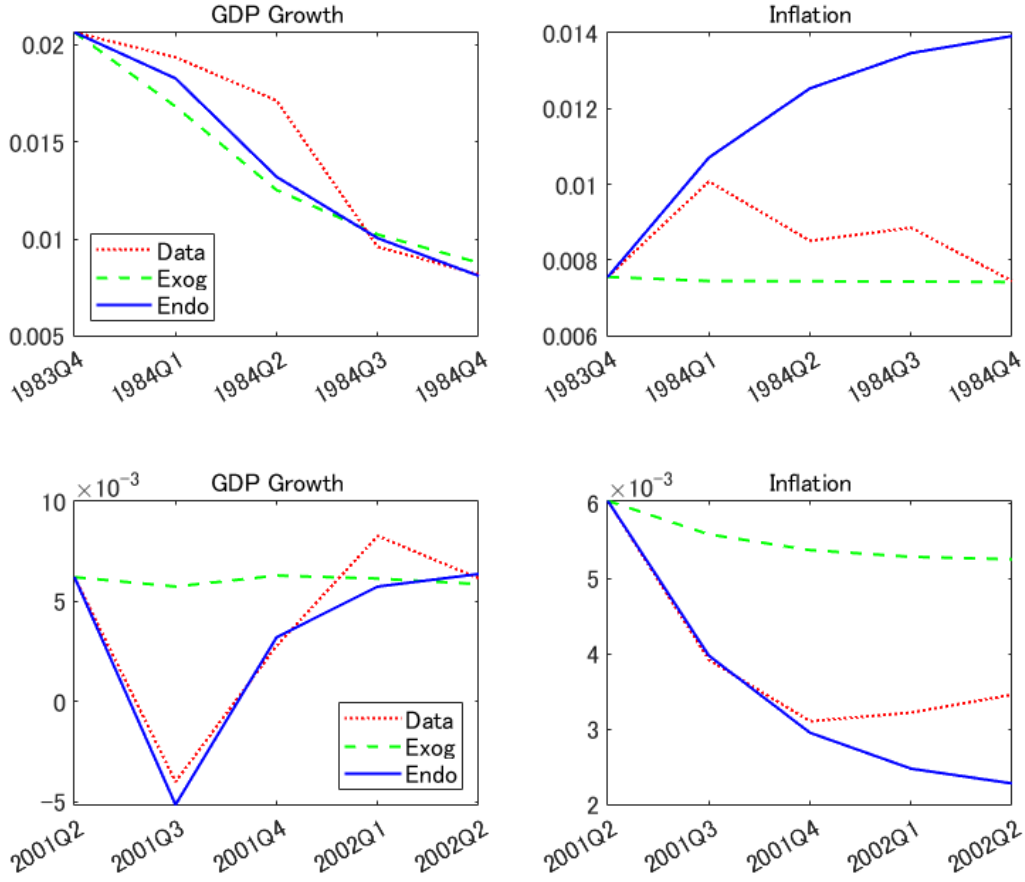 GDP Growth
0.02
0.015
0.01
0.005
Data
Exog
Endo
1983Q4
1984Q1
1984Q2
1984Q3
1984Q4
Inflation
0.014
0.012
0.01
0.008
0.006
1983Q4
1984Q1
1984Q2
1984Q3
1984Q4
GDP Growth
×10⁻³
10
5
0
−5
Data
Exog
Endo
2001Q2
2001Q3
2001Q4
2002Q1
2002Q2
Inflation
×10⁻³
6
5
4
3
2
2001Q2
2001Q3
2001Q4
2002Q1
2002Q2